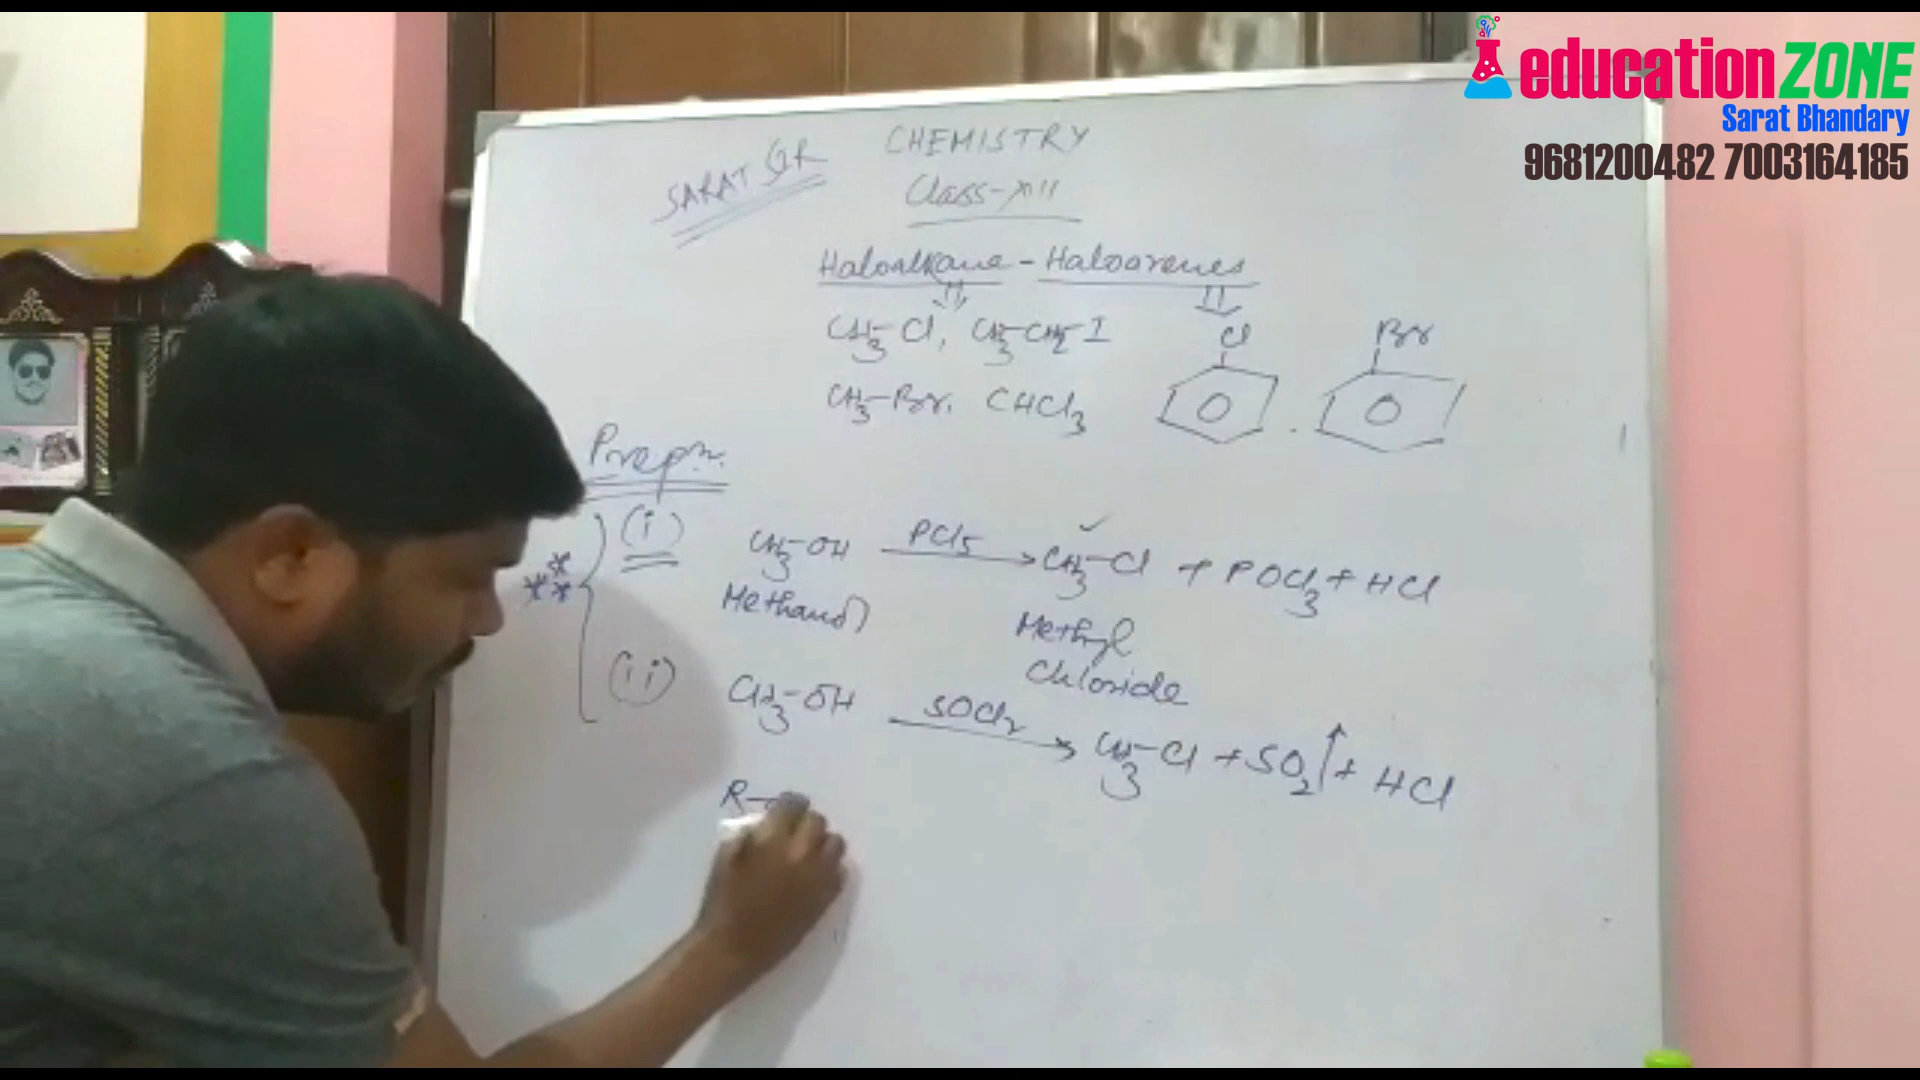 educationZONE
Sarat Bhandary
9681200482 7003164185
SARAT SIR
CHEMISTRY
Class-XII
Haloalkane - Haloarenes
CH3-Cl, CH3-CH2-I
Cl
Br
CH3-Br. CHCl3
Prepn.
(i) CH3-OH PCl5 → CH3-Cl + POCl3 + HCl
Methanol
Methyl
Chloride
(ii) CH3-OH SOCl2 → CH3-Cl + SO2↑ + HCl
R-